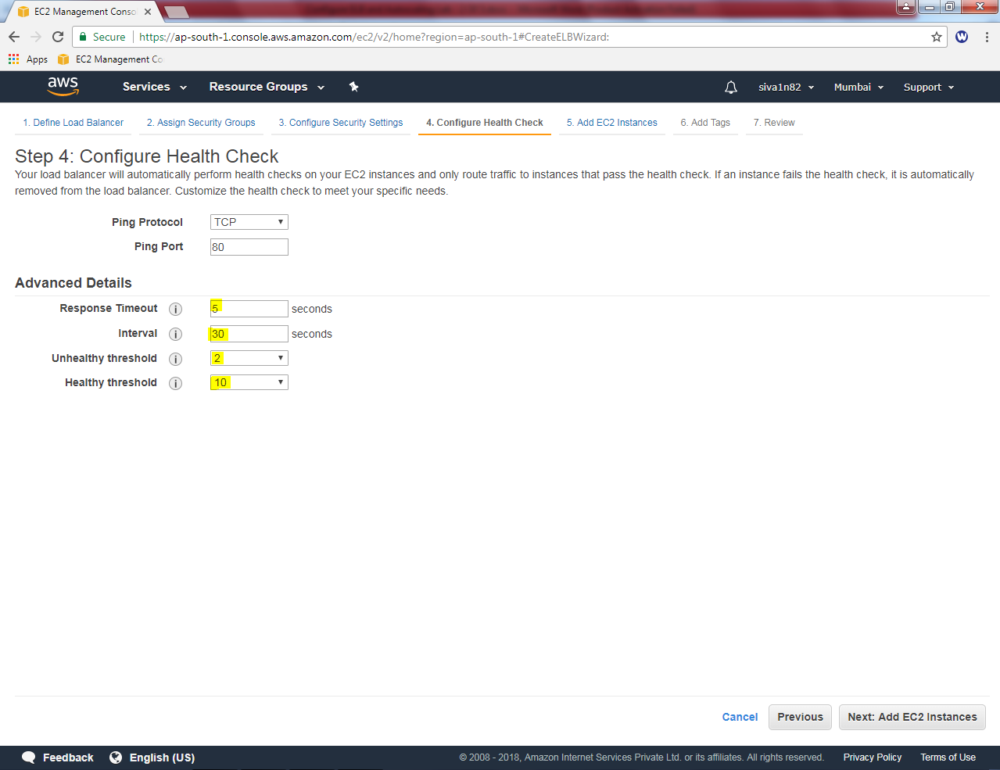 EC2 Management Conso
Secure https://ap-south-1.console.aws.amazon.com/ec2/v2/home?region=ap-south-1#CreateELBWizard: W
Apps EC2 Management Co
aws Services Resource Groups siva1n82 Mumbai Support
1. Define Load Balancer 2. Assign Security Groups 3. Configure Security Settings 4. Configure Health Check 5. Add EC2 Instances 6. Add Tags 7. Review
Step 4: Configure Health Check
Your load balancer will automatically perform health checks on your EC2 instances and only route traffic to instances that pass the health check. If an instance fails the health check, it is automatically
removed from the load balancer. Customize the health check to meet your specific needs.
Ping Protocol TCP
Ping Port 80
Advanced Details
Response Timeout i 5 seconds
Interval i 30 seconds
Unhealthy threshold i 2
Healthy threshold i 10
Cancel Previous Next: Add EC2 Instances
Feedback English (US) © 2008 - 2018, Amazon Internet Services Private Ltd. or its affiliates. All rights reserved. Privacy Policy Terms of Use